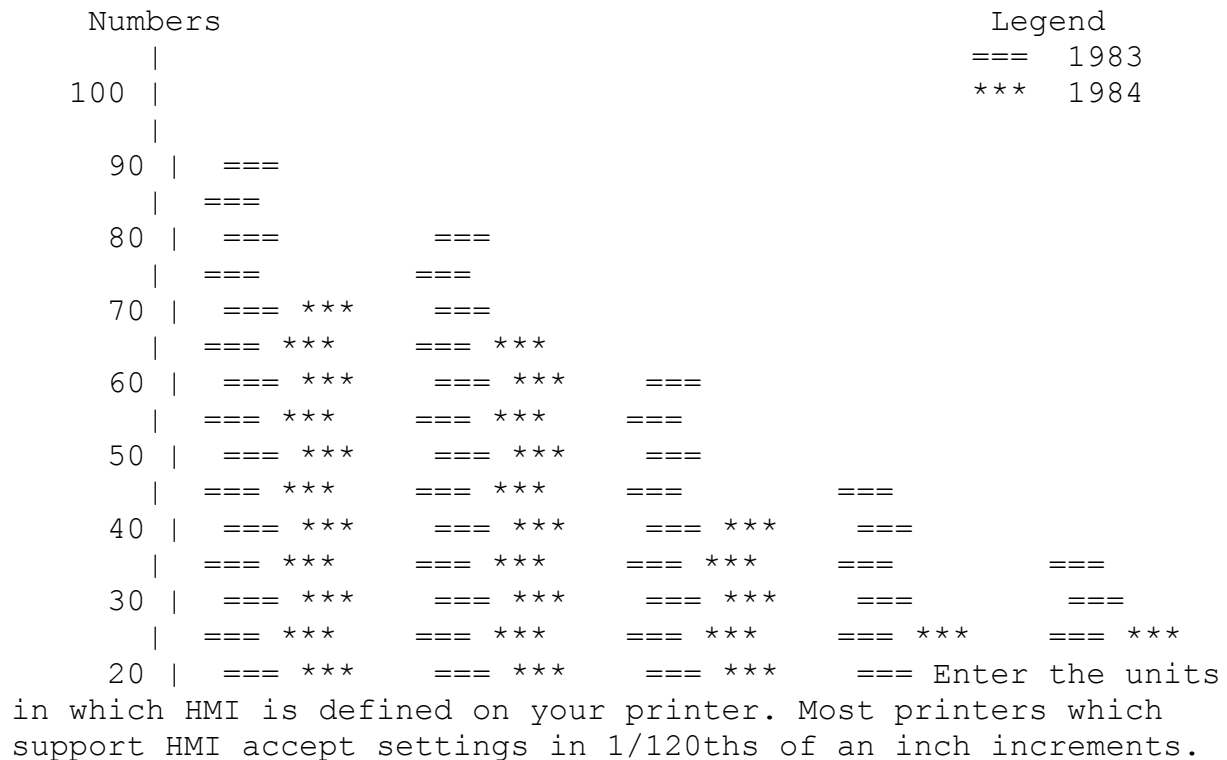 Numbers                                         Legend
        |                                          ===  1983
   100 |                                           ***  1984
        |
     90 |  ===
        |  ===
     80 |  ===        ===
        |  ===        ===
     70 |  === ***    ===
        |  === ***    === ***
     60 |  === ***    === ***    ===
        |  === ***    === ***    ===
     50 |  === ***    === ***    ===
        |  === ***    === ***    ===        ===
     40 |  === ***    === ***    === ***    ===
        |  === ***    === ***    === ***    ===        ===
     30 |  === ***    === ***    === ***    ===        ===
        |  === ***    === ***    === ***    === ***    === ***
     20 |  === ***    === ***    === ***    === Enter the units
in which HMI is defined on your printer. Most printers which
support HMI accept settings in 1/120ths of an inch increments.